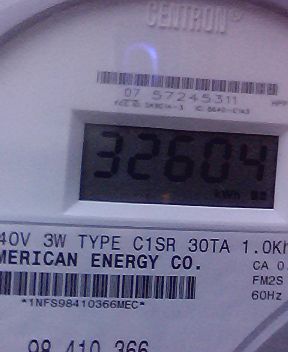 CENTRON®
07 57245311
32604
kWh
40V 3W TYPE C1SR 30TA 1.0Kh
MERICAN ENERGY CO.
CA 0.
FM2S
*1NFS98410366MEC*
60Hz
98 410 366